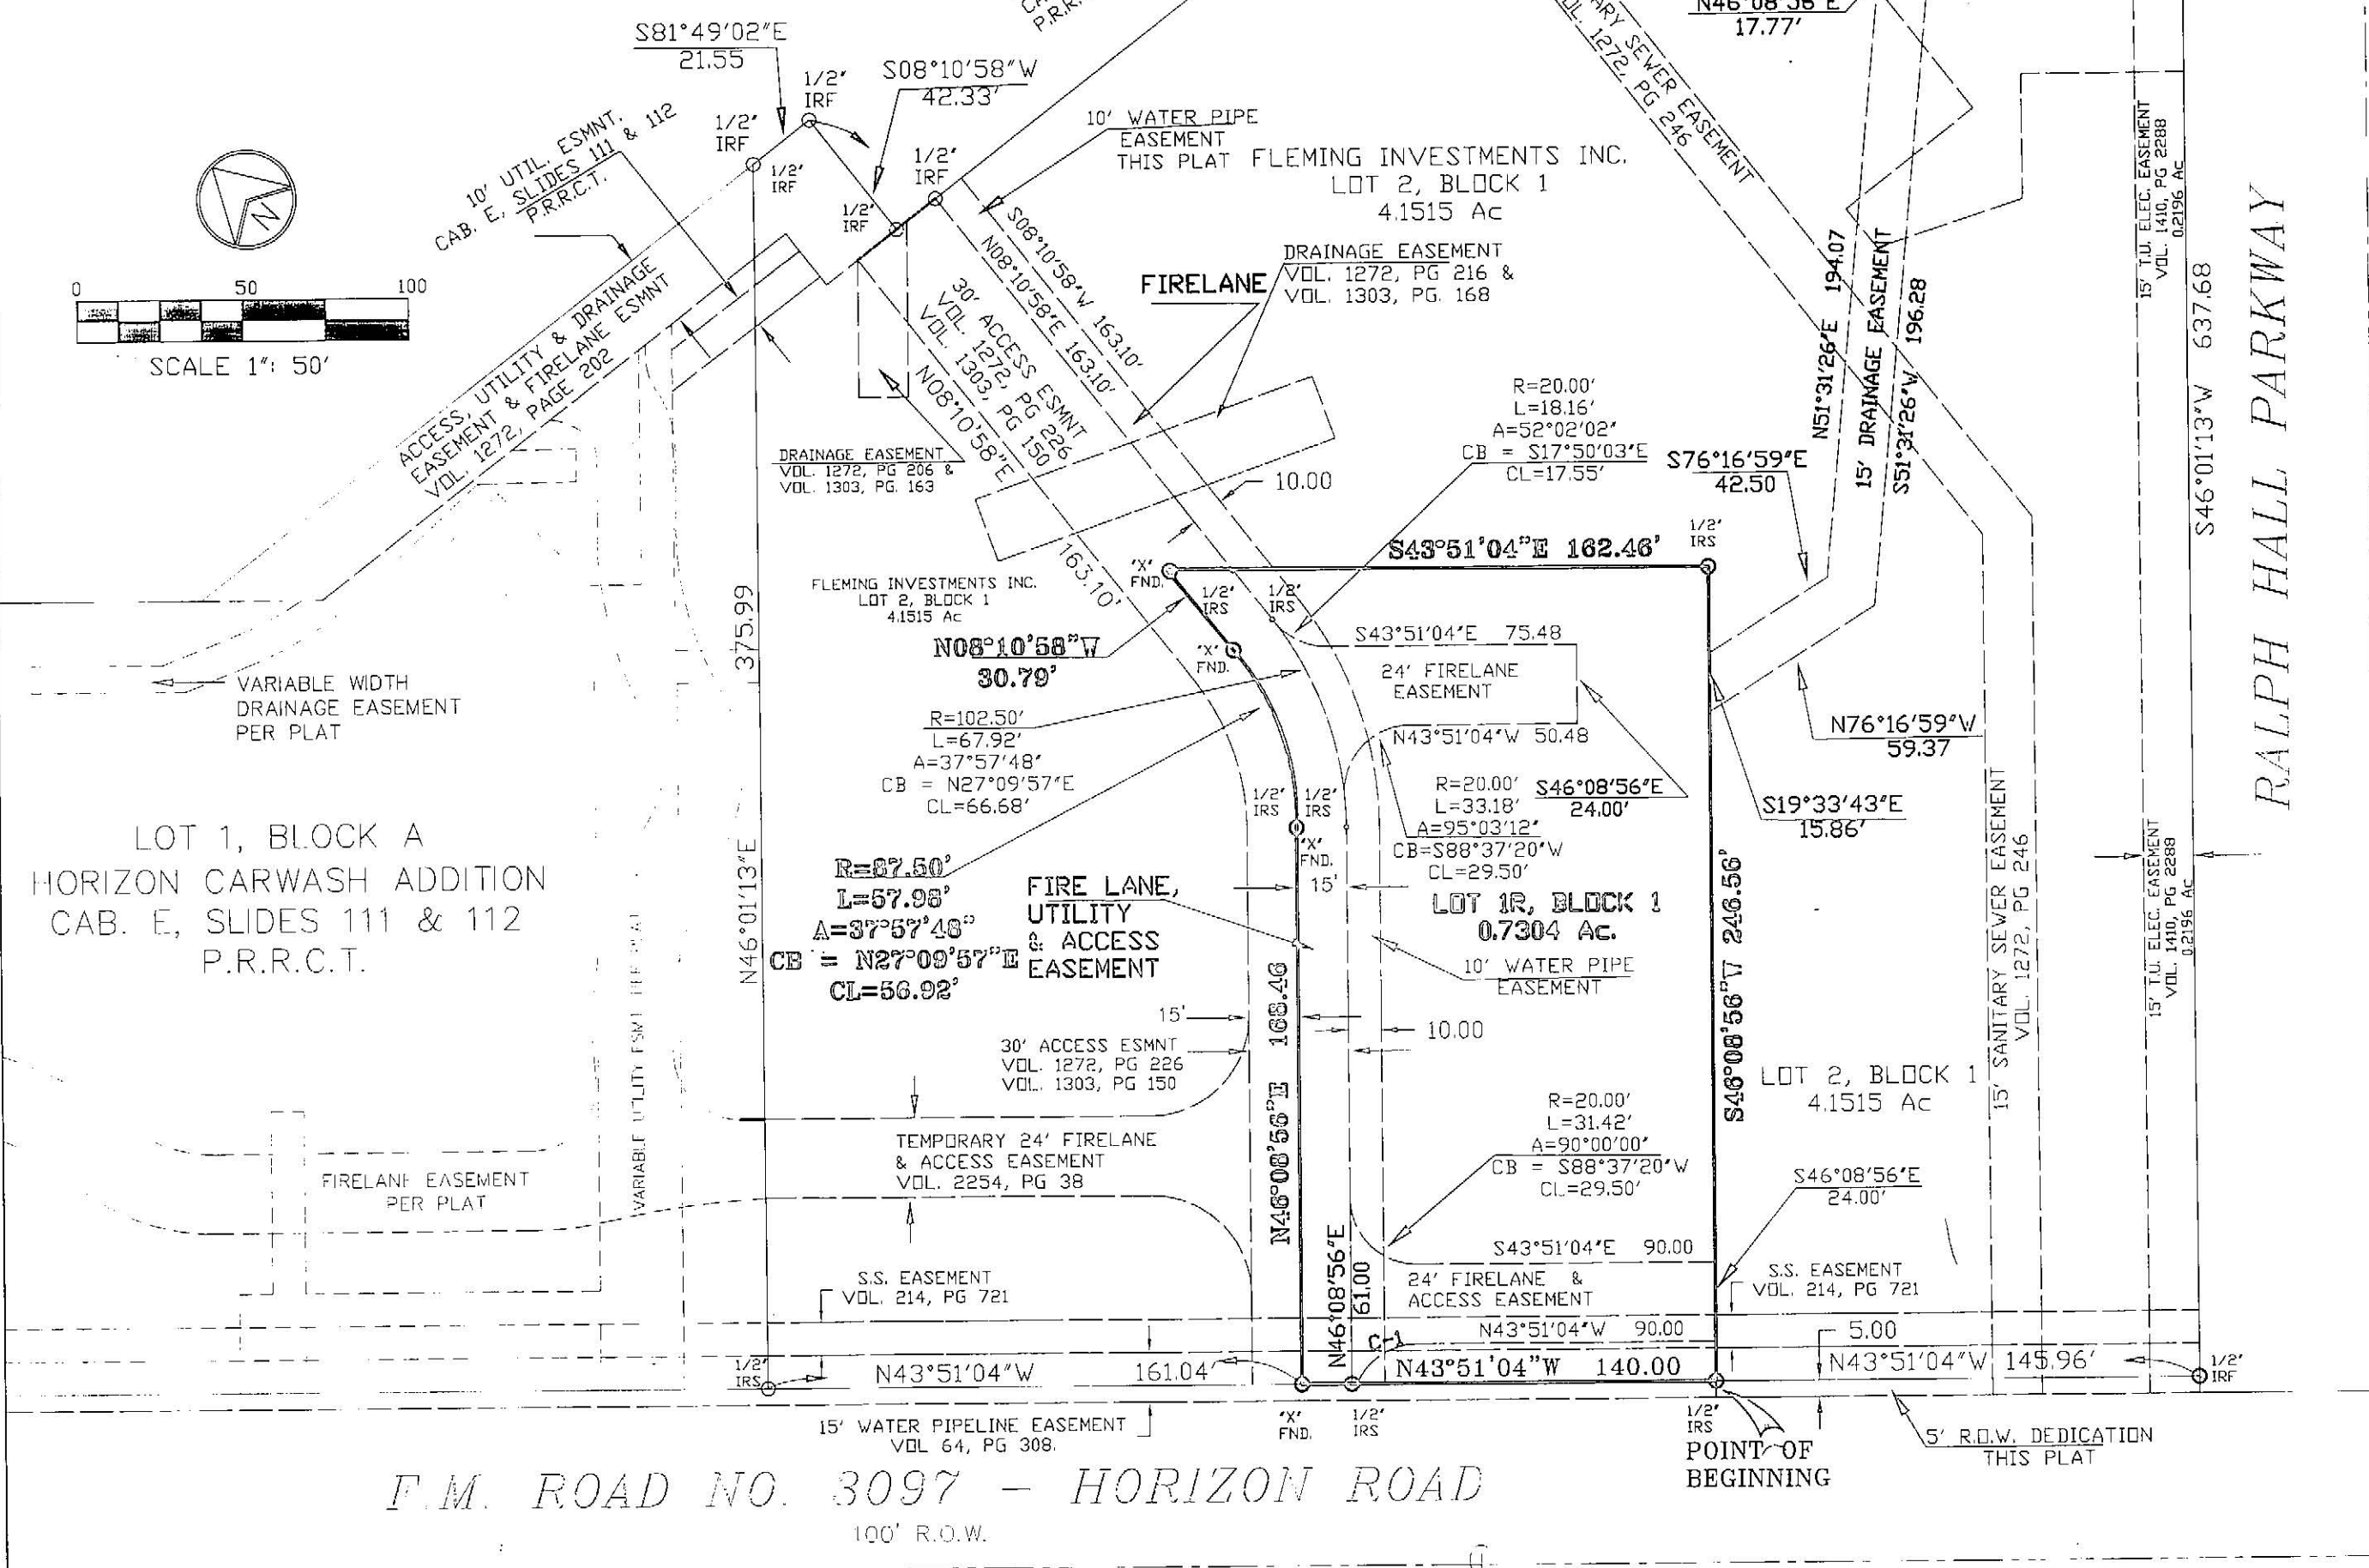 S81°49'02"E
21.55
S08°10'58"W
42.33'
1/2"
IRF
1/2"
IRF
1/2"
IRF
1/2"
IRF
1/2"
IRF
10' UTIL. ESMNT.
CAB. E, SLIDES 111 & 112
P.R.R.C.T.
10' WATER PIPE
EASEMENT
THIS PLAT
FLEMING INVESTMENTS INC.
LOT 2, BLOCK 1
4.1515 Ac
SEWER EASEMENT
1272, PG 246
N46°08'56"E
17.77'
N
0 50 100
SCALE 1": 50'
ACCESS, UTILITY & DRAINAGE
EASEMENT & FIRELANE ESMNT
VOL. 1272, PAGE 202
S08°10'58"W 163.10'
N08°10'58"E 163.10'
30' ACCESS ESMNT
VOL. 1272, PG 226
VOL. 1303, PG 150
N08°10'58"E
163.10'
FIRELANE
DRAINAGE EASEMENT
VOL. 1272, PG 216 &
VOL. 1303, PG. 168
DRAINAGE EASEMENT
VOL. 1272, PG 206 &
VOL. 1303, PG. 163
10.00
R=20.00'
L=18.16'
A=52°02'02"
CB = S17°50'03"E
CL=17.55'
S76°16'59"E
42.50
N51°31'26"E 194.07
15' DRAINAGE EASEMENT
S51°31'26"W 196.28
15' T.U. ELEC. EASEMENT
VOL. 1410, PG 2288
0.2196 Ac
S46°01'13"W 637.68
RALPH HALL PARKWAY
FLEMING INVESTMENTS INC.
LOT 2, BLOCK 1
4.1515 Ac
"X"
FND.
S43°51'04"E 162.46'
1/2"
IRS
1/2"
IRS
1/2"
IRS
N08°10'58"W
30.79'
"X"
FND.
S43°51'04"E 75.48
24' FIRELANE
EASEMENT
N43°51'04"W 50.48
N76°16'59"W
59.37
VARIABLE WIDTH
DRAINAGE EASEMENT
PER PLAT
N46°01'13"E 375.99
R=102.50'
L=67.92'
A=37°57'48"
CB = N27°09'57"E
CL=66.68'
R=20.00'
L=33.18'
A=95°03'12"
CB=S88°37'20"W
CL=29.50'
S46°08'56"E
24.00'
S19°33'43"E
15.86'
1/2"
IRS
1/2"
IRS
"X"
FND.
15'
LOT 1, BLOCK A
HORIZON CARWASH ADDITION
CAB. E, SLIDES 111 & 112
P.R.R.C.T.
R=87.50'
L=57.98'
A=37°57'48"
CB = N27°09'57"E
CL=56.92'
FIRE LANE,
UTILITY
& ACCESS
EASEMENT
LOT 1R, BLOCK 1
0.7304 Ac.
10' WATER PIPE
EASEMENT
S46°08'56"W 246.56'
15' SANITARY SEWER EASEMENT
VOL. 1272, PG 246
15' T.U. ELEC. EASEMENT
VOL. 1410, PG 2288
0.2196 Ac
15'
10.00
30' ACCESS ESMNT
VOL. 1272, PG 226
VOL. 1303, PG 150
N46°08'56"E 168.46
LOT 2, BLOCK 1
4.1515 Ac
VARIABLE UTILITY ESMT PER PLAT
TEMPORARY 24' FIRELANE
& ACCESS EASEMENT
VOL. 2254, PG 38
R=20.00'
L=31.42'
A=90°00'00"
CB = S88°37'20"W
CL=29.50'
S46°08'56"E
24.00'
FIRELANE EASEMENT
PER PLAT
S43°51'04"E 90.00
24' FIRELANE &
ACCESS EASEMENT
N43°51'04"W 90.00
N46°08'56"E
61.00
C-1
S.S. EASEMENT
VOL. 214, PG 721
S.S. EASEMENT
VOL. 214, PG 721
5.00
1/2"
IRS
N43°51'04"W 161.04'
N43°51'04"W 140.00
N43°51'04"W 145.96'
1/2"
IRF
15' WATER PIPELINE EASEMENT
VOL 64, PG 308.
"X"
FND.
1/2"
IRS
1/2"
IRS
POINT OF
BEGINNING
5' R.O.W. DEDICATION
THIS PLAT
F.M. ROAD NO. 3097 – HORIZON ROAD
100' R.O.W.